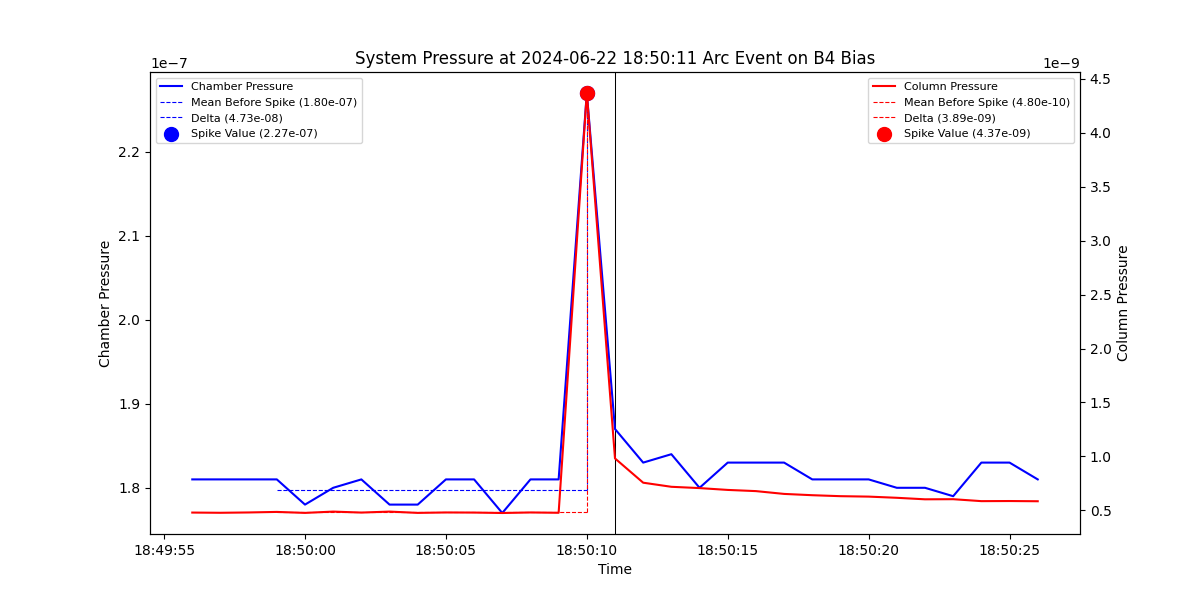 System Pressure at 2024-06-22 18:50:11 Arc Event on B4 Bias
1e−7
1e−9
Chamber Pressure
Mean Before Spike (1.80e-07)
Delta (4.73e-08)
Spike Value (2.27e-07)
Column Pressure
Mean Before Spike (4.80e-10)
Delta (3.89e-09)
Spike Value (4.37e-09)
Chamber Pressure
2.2
2.1
2.0
1.9
1.8
4.5
4.0
3.5
3.0
2.5
2.0
1.5
1.0
0.5
Column Pressure
18:49:55
18:50:00
18:50:05
18:50:10
18:50:15
18:50:20
18:50:25
Time